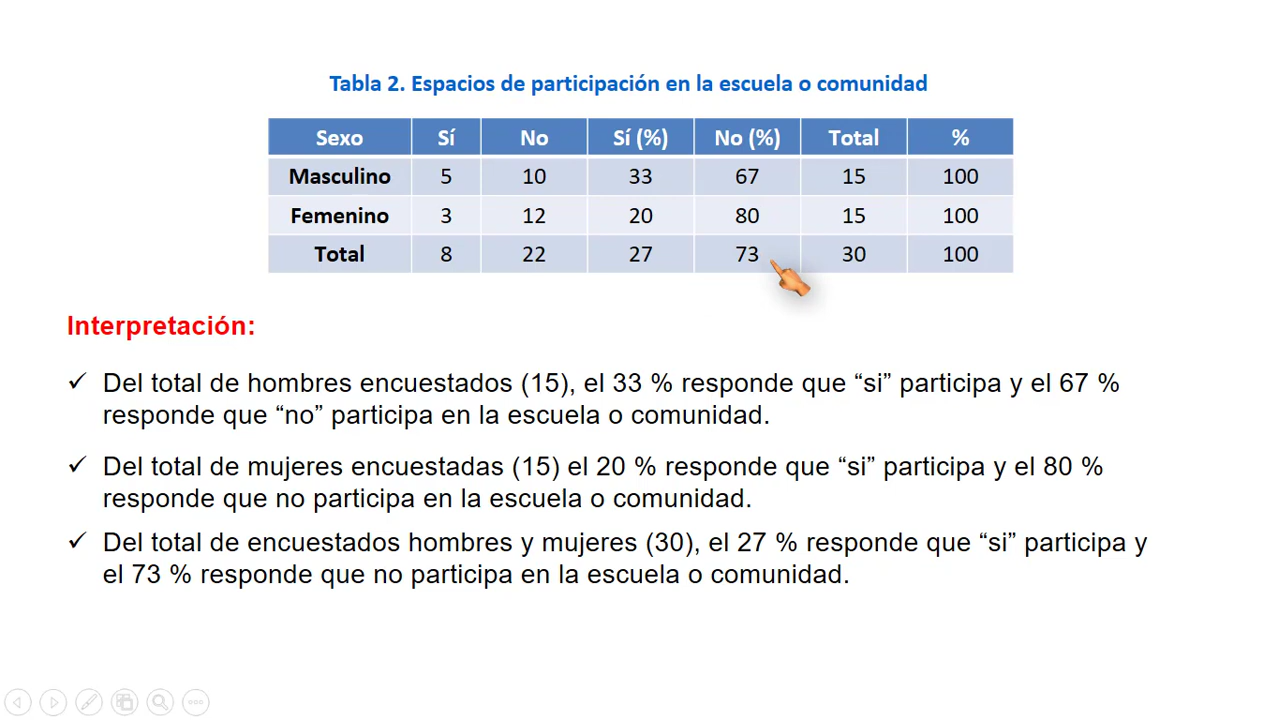 Tabla 2. Espacios de participación en la escuela o comunidad
Sexo Sí No Sí (%) No (%) Total %
Masculino 5 10 33 67 15 100
Femenino 3 12 20 80 15 100
Total 8 22 27 73 30 100
Interpretación:
✓ Del total de hombres encuestados (15), el 33 % responde que “si” participa y el 67 %
responde que “no” participa en la escuela o comunidad.
✓ Del total de mujeres encuestadas (15) el 20 % responde que “si” participa y el 80 %
responde que no participa en la escuela o comunidad.
✓ Del total de encuestados hombres y mujeres (30), el 27 % responde que “si” participa y
el 73 % responde que no participa en la escuela o comunidad.